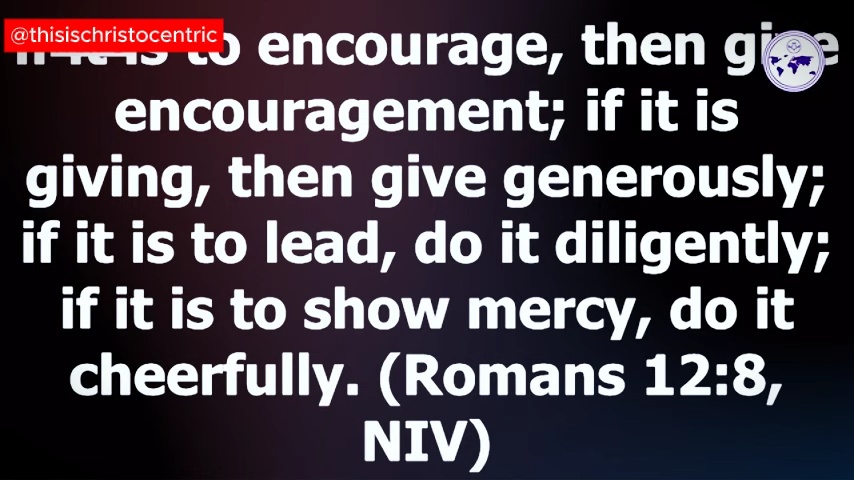 @thisischristocentric
if it is to encourage, then give
encouragement; if it is
giving, then give generously;
if it is to lead, do it diligently;
if it is to show mercy, do it
cheerfully. (Romans 12:8,
NIV)